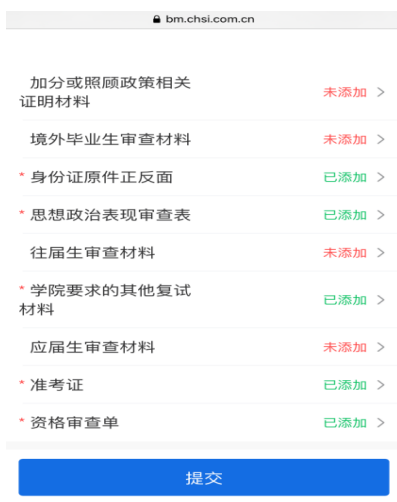 bm.chsi.com.cn
加分或照顾政策相关
证明材料
未添加
境外毕业生审查材料
未添加
* 身份证原件正反面
已添加
* 思想政治表现审查表
已添加
往届生审查材料
未添加
* 学院要求的其他复试
材料
已添加
应届生审查材料
未添加
* 准考证
已添加
* 资格审查单
已添加
提交